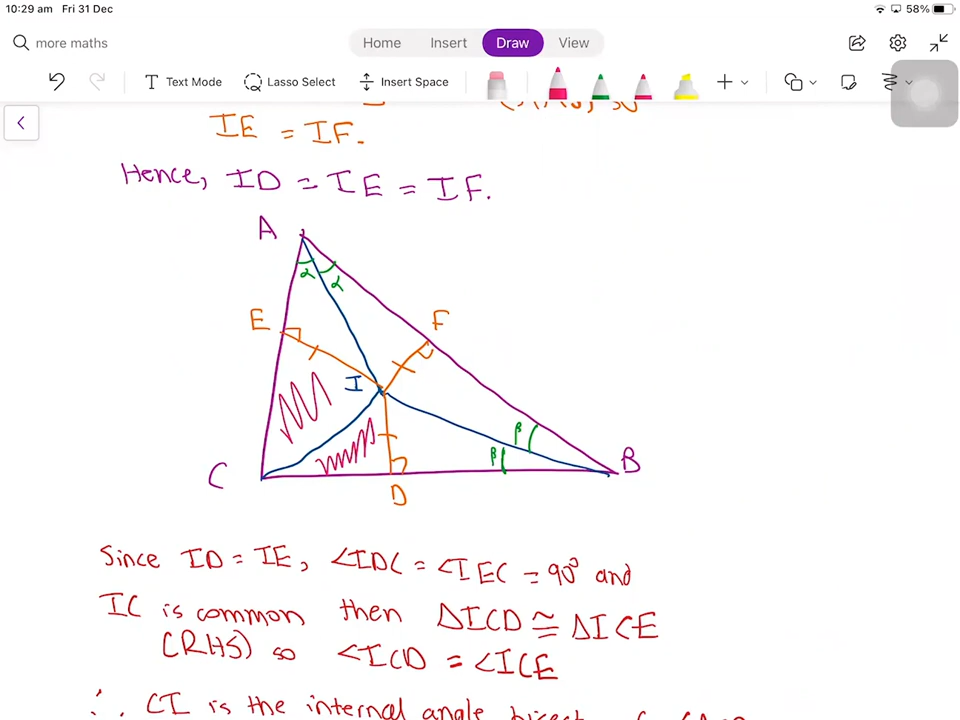 10:29 am Fri 31 Dec
58%
more maths
Home Insert Draw View
Text Mode Lasso Select Insert Space
IE = IF.
Hence, ID = IE = IF.
A
α α
E F
I
β
β
C B
D
Since ID = IE, ∠IDC = ∠IEC = 90° and
IC is common then ΔICD ≅ ΔICE
(RHS) so ∠ICD = ∠ICE
∴ CI is the internal angle